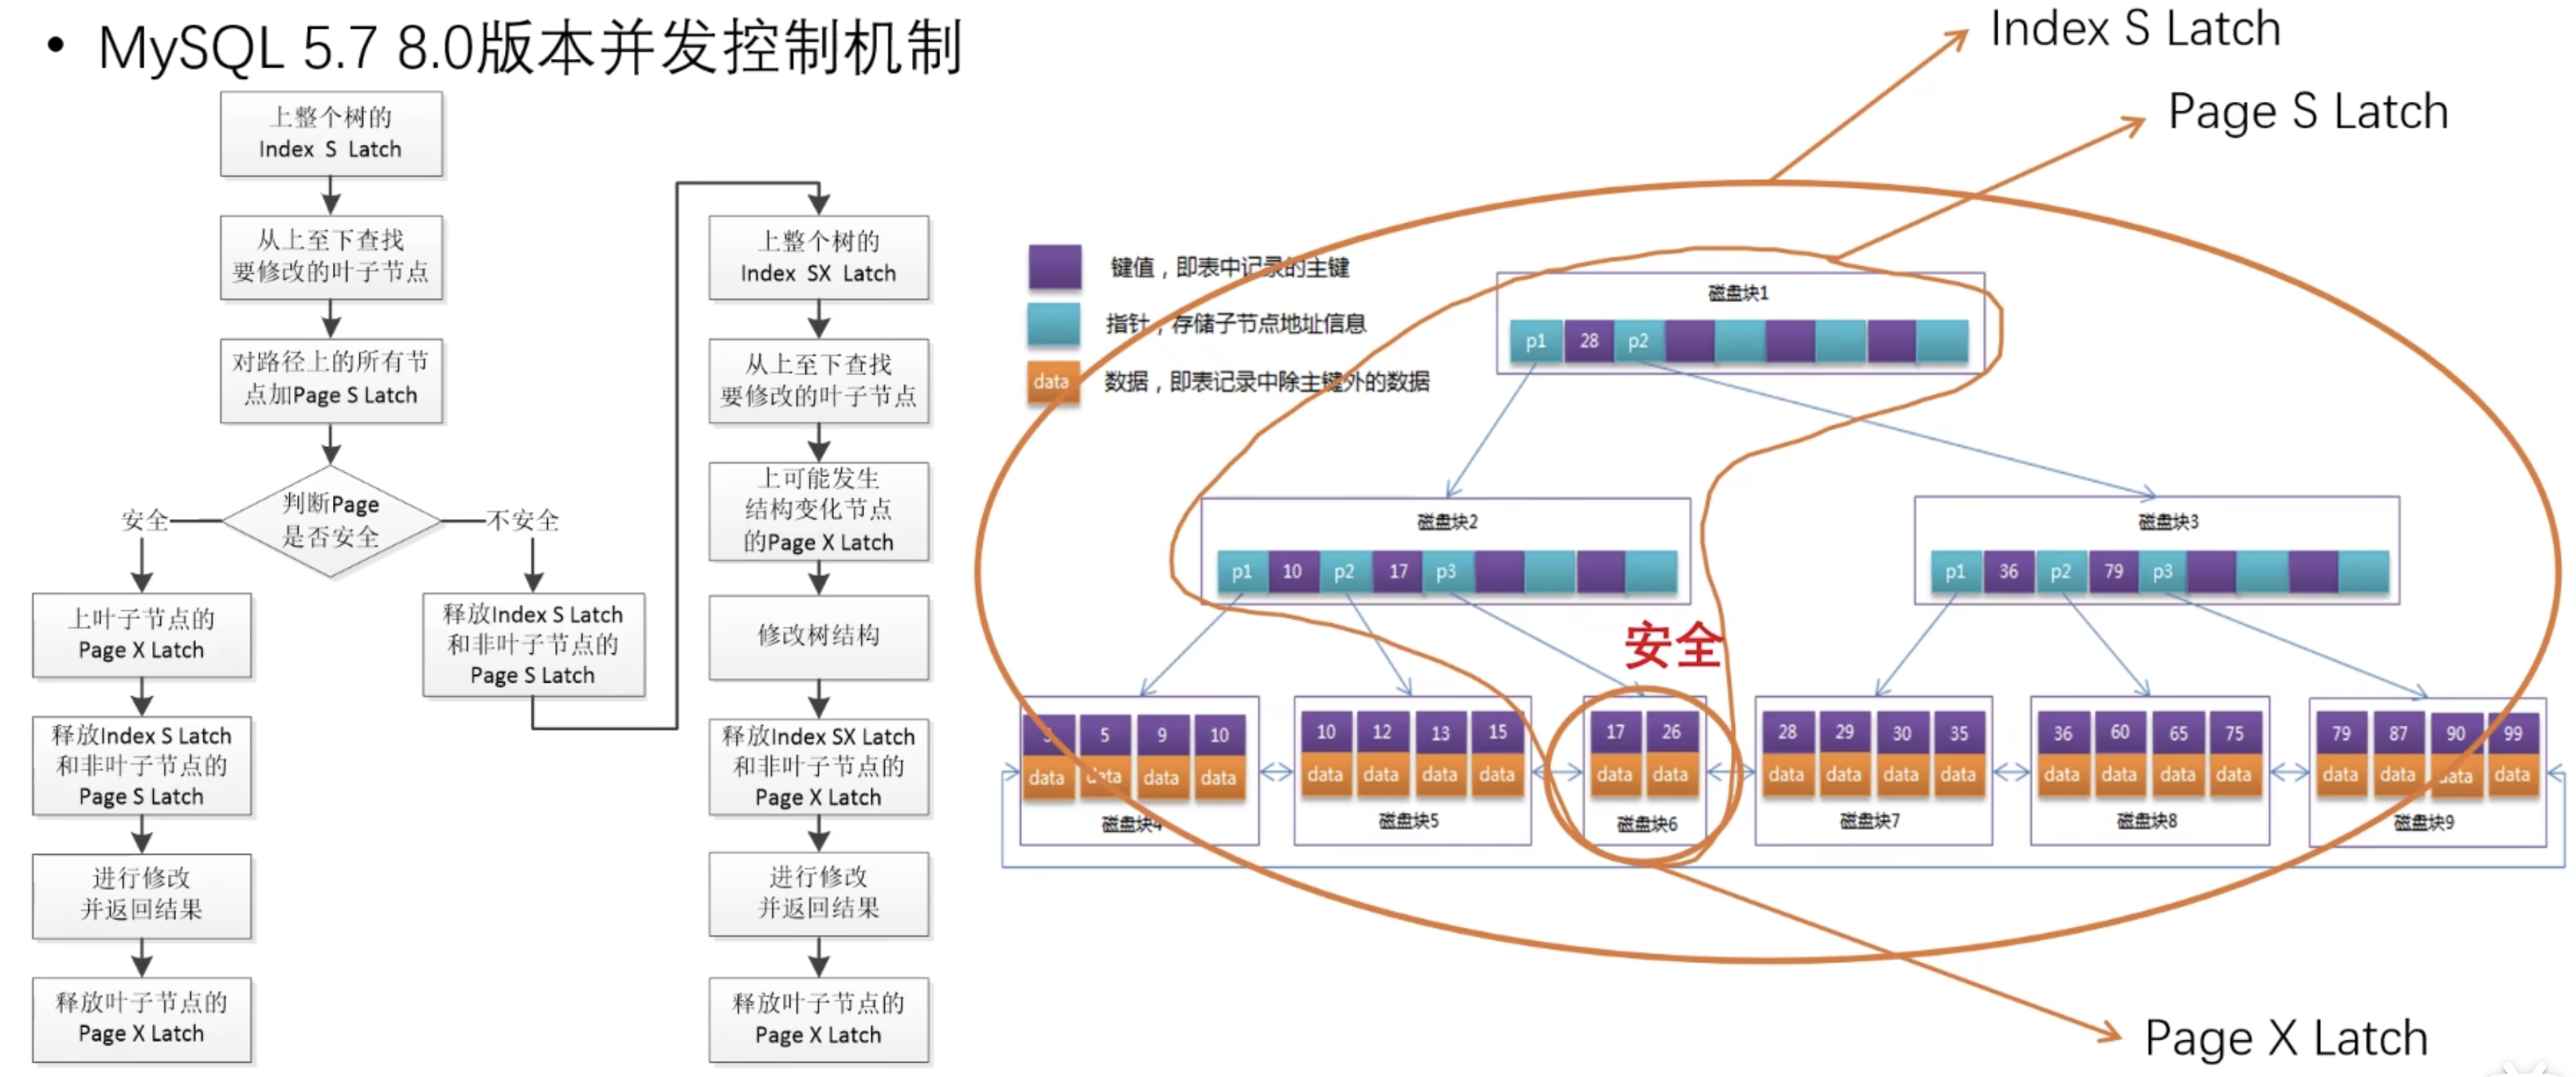 • MySQL 5.7 8.0版本并发控制机制
上整个树的
Index S Latch
从上至下查找
要修改的叶子节点
对路径上的所有节
点加Page S Latch
判断Page
是否安全
安全
不安全
上叶子节点的
Page X Latch
释放Index S Latch
和非叶子节点的
Page S Latch
进行修改
并返回结果
释放叶子节点的
Page X Latch
释放Index S Latch
和非叶子节点的
Page S Latch
上整个树的
Index SX Latch
从上至下查找
要修改的叶子节点
上可能发生
结构变化节点
的Page X Latch
修改树结构
释放Index SX Latch
和非叶子节点的
Page X Latch
进行修改
并返回结果
释放叶子节点的
Page X Latch
Index S Latch
Page S Latch
键值，即表中记录的主键
指针，存储子节点地址信息
data 数据，即表记录中除主键外的数据
磁盘块1
p1 28 p2
磁盘块2
p1 10 p2 17 p3
磁盘块3
p1 36 p2 79 p3
安全
5 9 10
data data data data
磁盘块4
10 12 13 15
data data data data
磁盘块5
17 26
data data
磁盘块6
28 29 30 35
data data data data
磁盘块7
36 60 65 75
data data data data
磁盘块8
79 87 90 99
data data data data
磁盘块9
Page X Latch